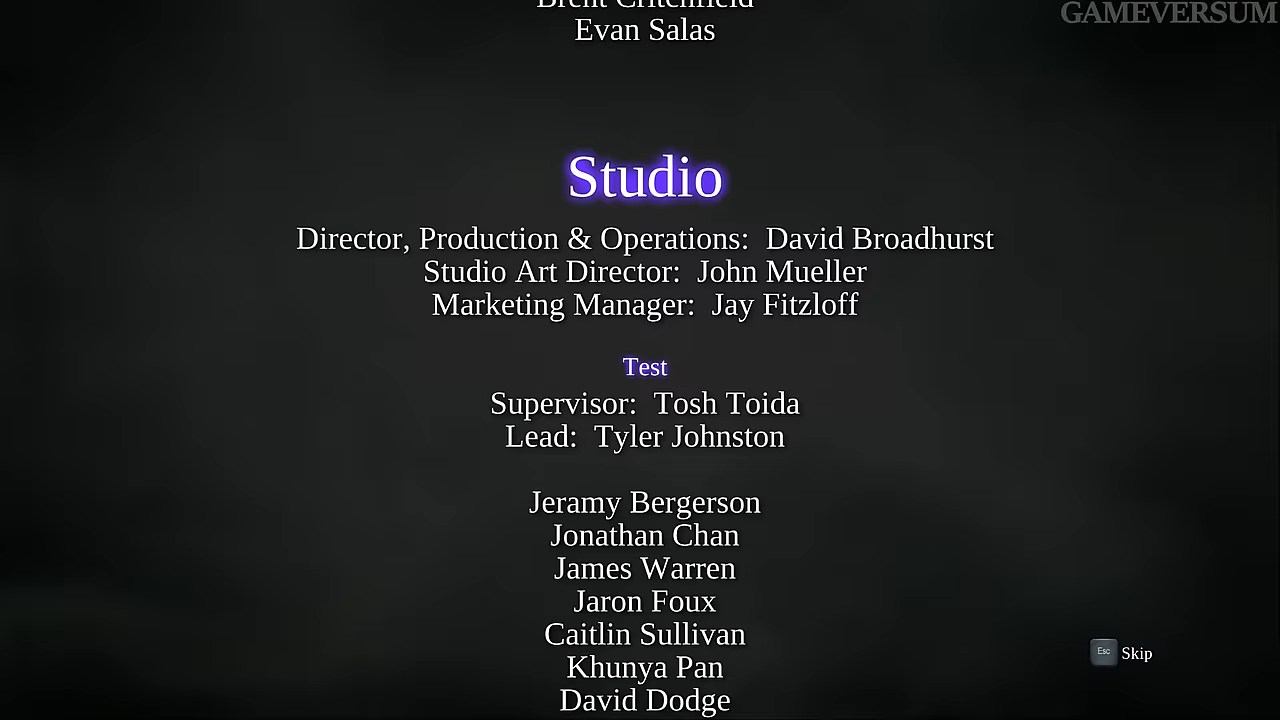 GAMEVERSUM
Brent Critchfield
Evan Salas
Studio
Director, Production & Operations: David Broadhurst
Studio Art Director: John Mueller
Marketing Manager: Jay Fitzloff
Test
Supervisor: Tosh Toida
Lead: Tyler Johnston
Jeramy Bergerson
Jonathan Chan
James Warren
Jaron Foux
Caitlin Sullivan
Khunya Pan
David Dodge
Esc Skip